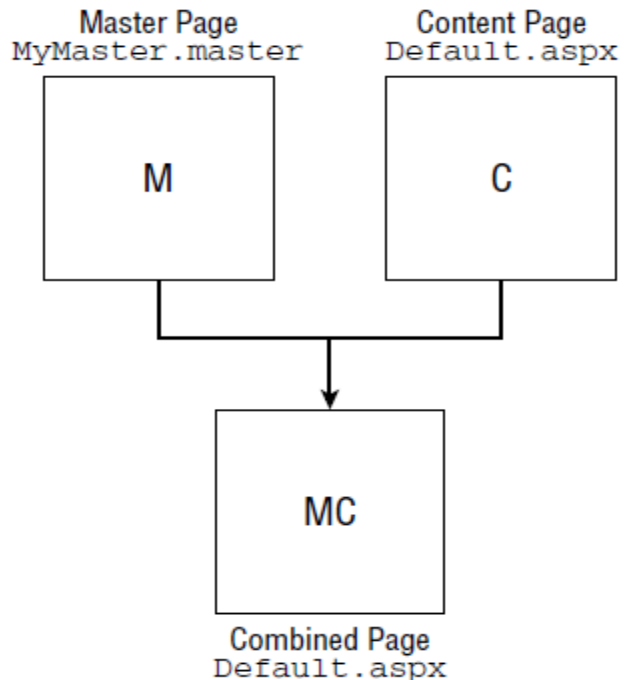 Master Page
MyMaster.master
Content Page
Default.aspx
M
C
MC
Combined Page
Default.aspx